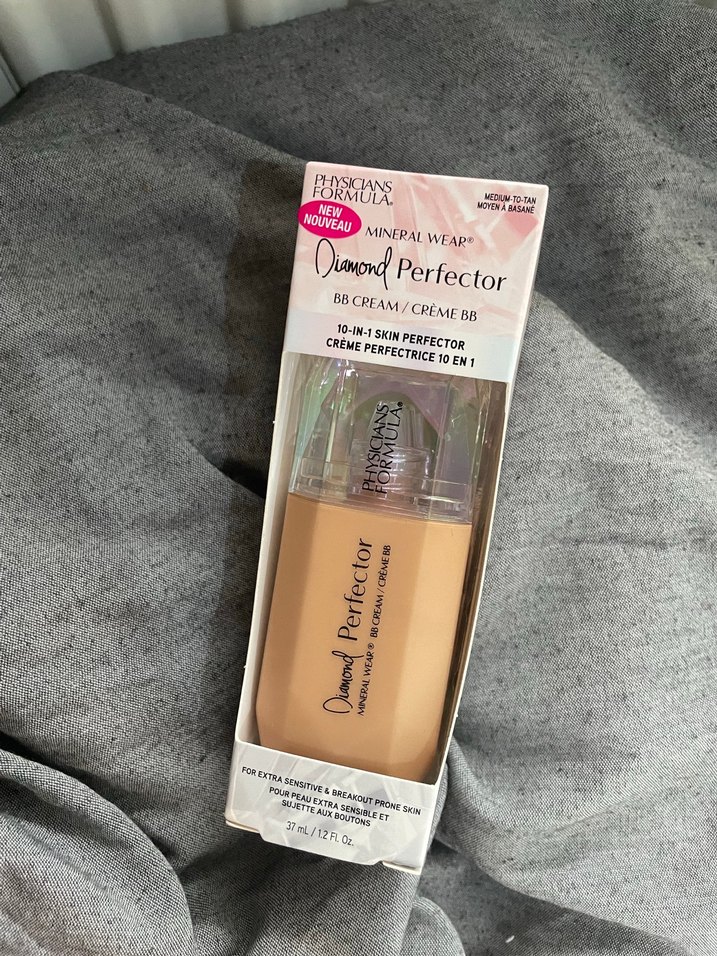 PHYSICIANS
FORMULA®
MEDIUM-TO-TAN
MOYEN À BASANÉ
NEW
NOUVEAU
MINERAL WEAR®
Diamond Perfector
BB CREAM / CRÈME BB
10-IN-1 SKIN PERFECTOR
CRÈME PERFECTRICE 10 EN 1
PHYSICIANS
FORMULA®
Diamond Perfector
MINERAL WEAR® BB CREAM / CRÈME BB
FOR EXTRA SENSITIVE & BREAKOUT PRONE SKIN
POUR PEAU EXTRA SENSIBLE ET
SUJETTE AUX BOUTONS
37 mL / 1.2 Fl. Oz.